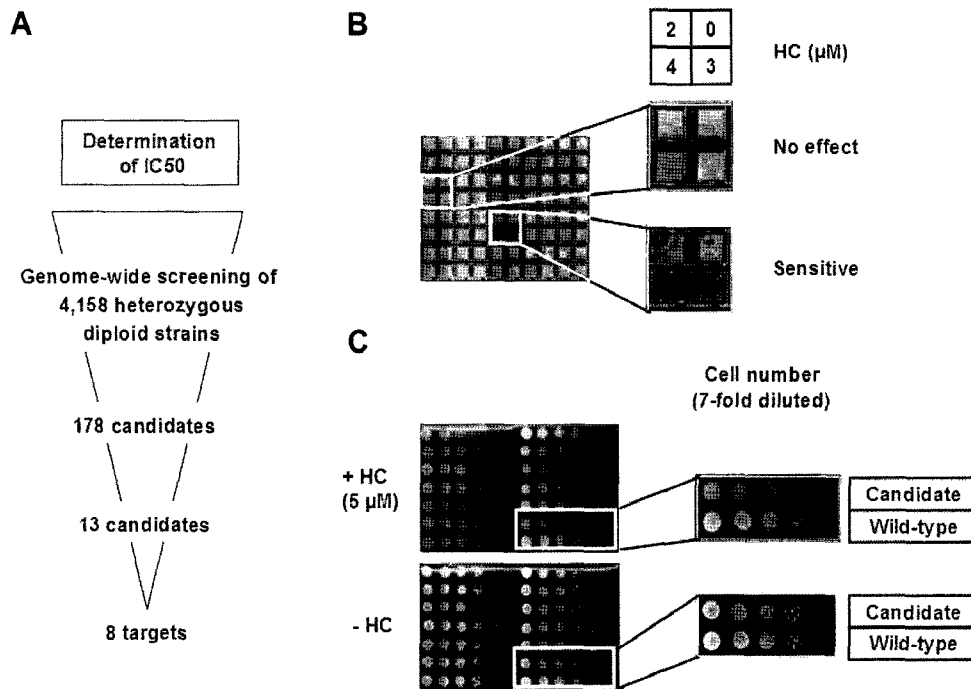 A
Determination
of IC50
Genome-wide screening of
4,158 heterozygous
diploid strains
178 candidates
13 candidates
8 targets
B
2 0
4 3
HC (µM)
No effect
Sensitive
C
Cell number
(7-fold diluted)
+ HC
(5 µM)
Candidate
Wild-type
- HC
Candidate
Wild-type